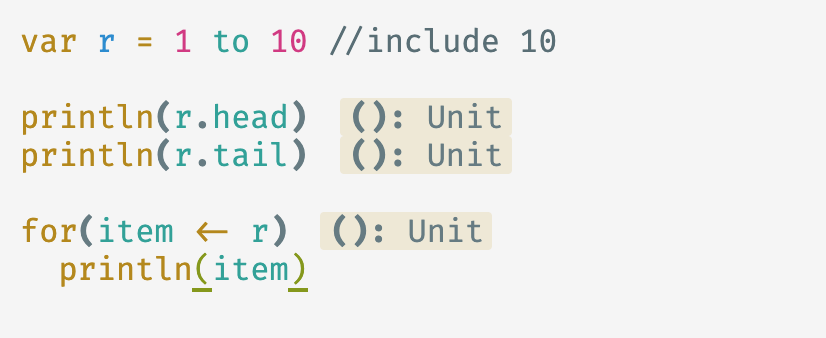 var r = 1 to 10 //include 10
println(r.head) (): Unit
println(r.tail) (): Unit
for(item <- r) (): Unit
println(item)